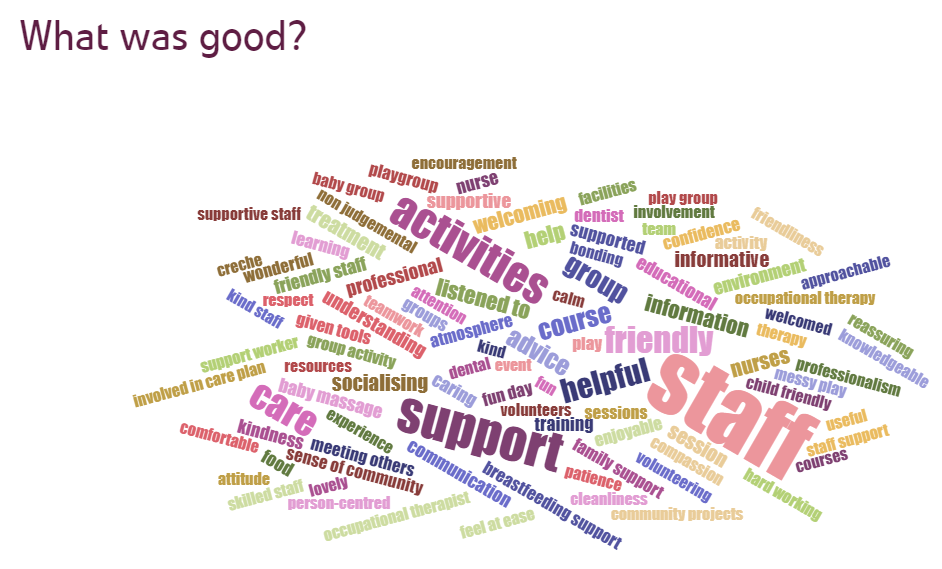 What was good?
encouragement
playgroup
nurse
baby group
supportive
facilities
play group
supportive staff
non judgemental
activities
welcoming
dentist
involvement
friendliness
treatment
help
supported
team
confidence
activity
learning
bonding
informative
creche
wonderful
friendly staff
professional
group
educational
environment
approachable
kind staff
respect
understanding
attention
listened to
calm
information
occupational therapy
given tools
teamwork
groups
atmosphere
course
welcomed
reassuring
support worker
group activity
kind
advice
play
friendly
therapy
knowledgeable
involved in care plan
resources
socialising
caring
dental
event
fun day
fun
helpful
staff
nurses
messy play
professionalism
child friendly
care
baby massage
support
volunteers
sessions
training
useful
comfortable
kindness
experience
meeting others
enjoyable
session
compassion
staff support
courses
food
sense of community
communication
family support
volunteering
hard working
attitude
skilled staff
lovely
person-centred
breastfeeding support
patience
cleanliness
community projects
occupational therapist
feel at ease